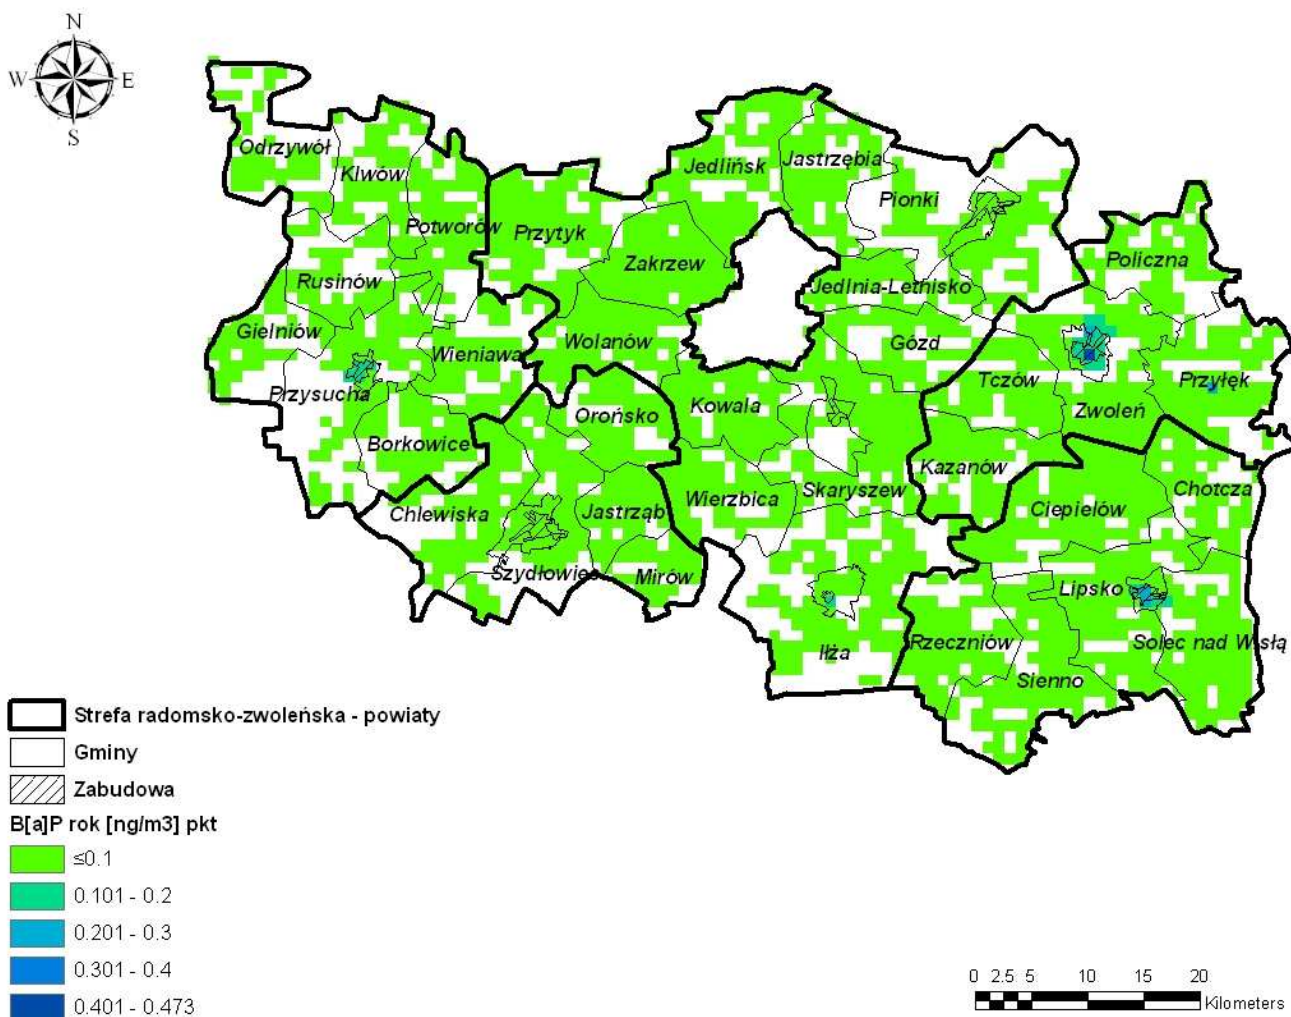 N
W E
S
Odrzywół
Klwów
Potworów
Przytyk
Zakrzew
Jedlińsk
Jastrzębia
Pionki
Policzna
Rusinów
Jedlnia-Letnisko
Gielniów
Wieniawa
Wolanów
Gózd
Tczów
Przyłęk
Przysucha
Orońsko
Kowala
Zwoleń
Borkowice
Kazanów
Chotcza
Chlewiska
Jastrząb
Wierzbica
Skaryszew
Ciepielów
Szydłowiec
Mirów
Lipsko
Iłża
Rzeczniów
Solec nad Wisłą
Sienno
Strefa radomsko-zwoleńska - powiaty
Gminy
Zabudowa
B[a]P rok [ng/m3] pkt
≤0.1
0.101 - 0.2
0.201 - 0.3
0.301 - 0.4
0.401 - 0.473
0 2.5 5 10 15 20
Kilometers